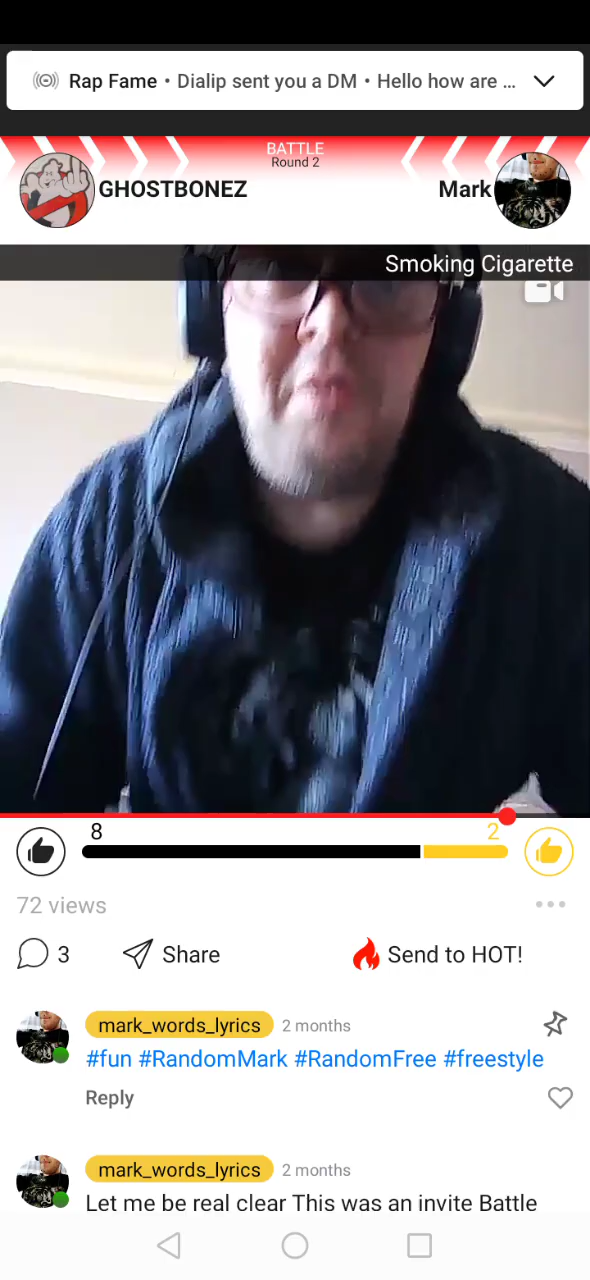 Rap Fame • Dialip sent you a DM • Hello how are ...
BATTLE
Round 2
GHOSTBONEZ
Mark
Smoking Cigarette
8
2
72 views
3
Share
Send to HOT!
mark_words_lyrics 2 months
#fun #RandomMark #RandomFree #freestyle
Reply
mark_words_lyrics 2 months
Let me be real clear This was an invite Battle